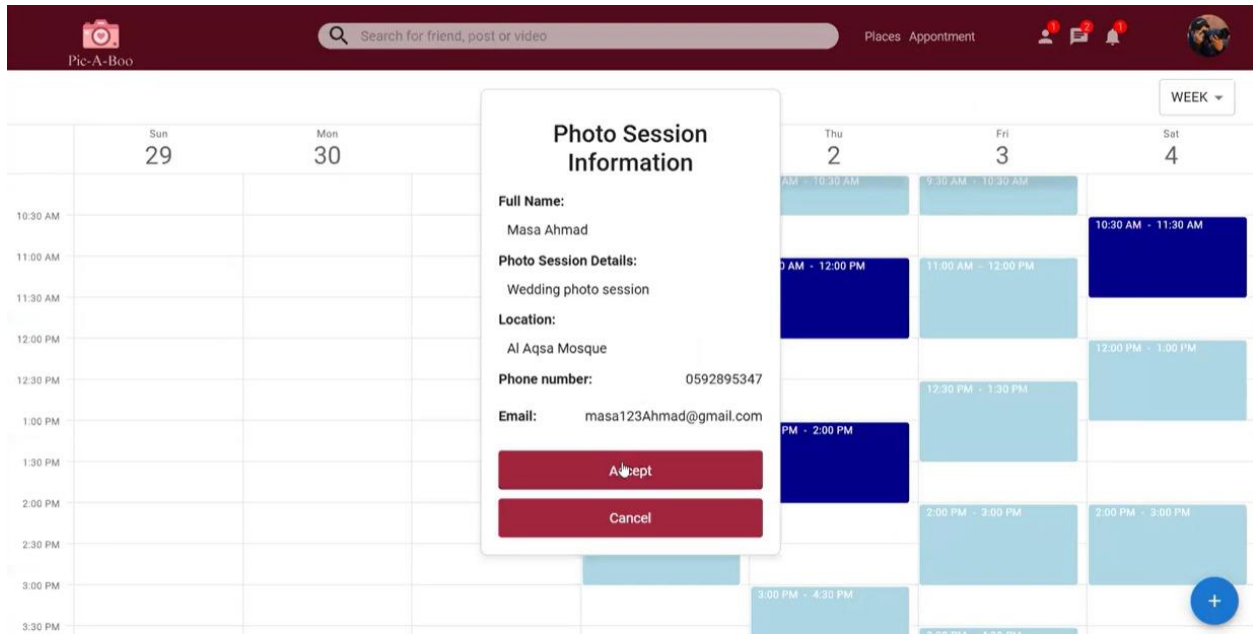 Pic-A-Boo
Search for friend, post or video
Places Appontment
1
2
1
WEEK
Sun
29
Mon
30
Thu
2
Fri
3
Sat
4
10:30 AM
11:00 AM
11:30 AM
12:00 PM
12:30 PM
1:00 PM
1:30 PM
2:00 PM
2:30 PM
3:00 PM
3:30 PM
Photo Session
Information
Full Name:
Masa Ahmad
Photo Session Details:
Wedding photo session
Location:
Al Aqsa Mosque
Phone number: 0592895347
Email: masa123Ahmad@gmail.com
Accept
Cancel
AM - 10:30 AM
AM - 12:00 PM
PM - 2:00 PM
3:00 PM - 4:30 PM
9:30 AM - 10:30 AM
11:00 AM - 12:00 PM
12:30 PM - 1:30 PM
2:00 PM - 3:00 PM
10:30 AM - 11:30 AM
12:00 PM - 1:00 PM
2:00 PM - 3:00 PM
+